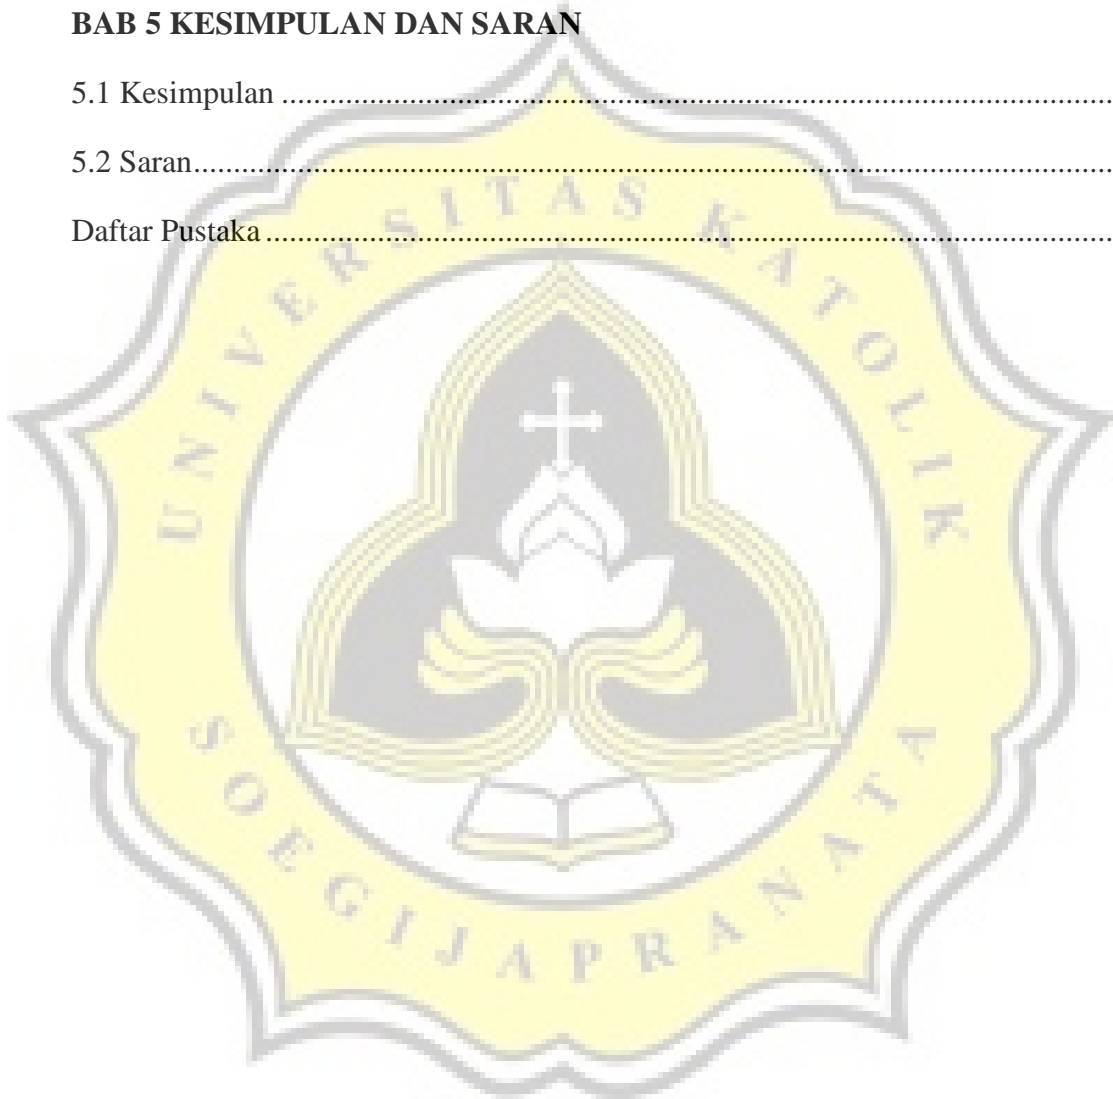 BAB 5 KESIMPULAN DAN SARAN
5.1 Kesimpulan ........................................................................................................
5.2 Saran...................................................................................................................
Daftar Pustaka ..........................................................................................................
UNIVERSITAS KATOLIK
SOEGIJAPRANATA